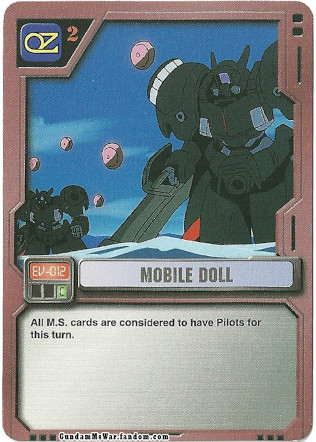 OZ 2
EV-012
MOBILE DOLL
All M.S. cards are considered to have Pilots for
this turn.
GundamMsWar.fandom.com